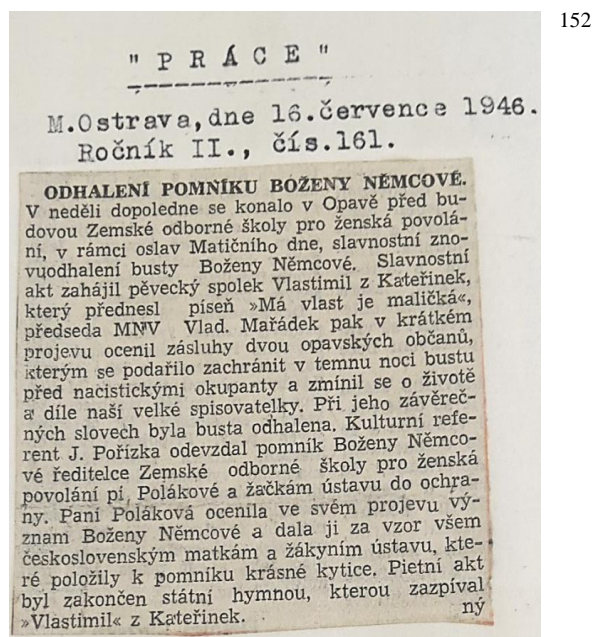 152
" P R Á C E "
M.Ostrava,dne 16.července 1946.
Ročník II., čís.161.
ODHALENÍ POMNÍKU BOŽENY NĚMCOVÉ.
V neděli dopoledne se konalo v Opavě před bu-
dovou Zemské odborné školy pro ženská povolá-
ní, v rámci oslav Matičního dne, slavnostní zno-
vuodhalení busty Boženy Němcové. Slavnostní
akt zahájil pěvecký spolek Vlastimil z Kateřinek,
který přednesl píseň »Má vlast je maličká«,
předseda MNV Vlad. Mařádek pak v krátkém
projevu ocenil zásluhy dvou opavských občanů,
kterým se podařilo zachránit v temnu noci bustu
před nacistickými okupanty a zmínil se o životě
a díle naší velké spisovatelky. Při jeho závěreč-
ných slovech byla busta odhalena. Kulturní refe-
rent J. Pořízka odevzdal pomník Boženy Němco-
vé ředitelce Zemské odborné školy pro ženská
povolání pí. Polákové a žačkám ústavu do ochra-
ny. Paní Poláková ocenila ve svém projevu vý-
znam Boženy Němcové a dala ji za vzor všem
československým matkám a žákyním ústavu, kte-
ré položily k pomníku krásné kytice. Pietní akt
byl zakončen státní hymnou, kterou zazpíval
»Vlastimil« z Kateřinek. ný